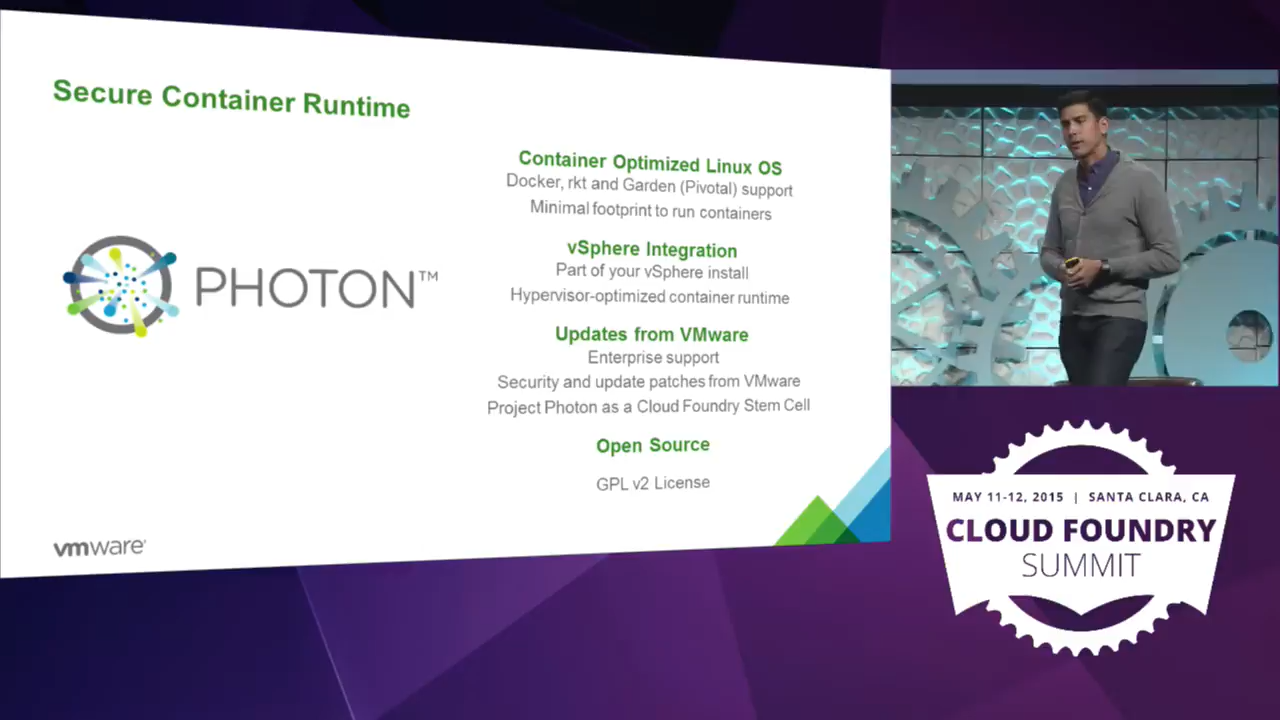 Secure Container Runtime
PHOTON™
Container Optimized Linux OS
Docker, rkt and Garden (Pivotal) support
Minimal footprint to run containers
vSphere Integration
Part of your vSphere install
Hypervisor-optimized container runtime
Updates from VMware
Enterprise support
Security and update patches from VMware
Project Photon as a Cloud Foundry Stem Cell
Open Source
GPL v2 License
vmware®
MAY 11-12, 2015 | SANTA CLARA, CA
CLOUD FOUNDRY
SUMMIT